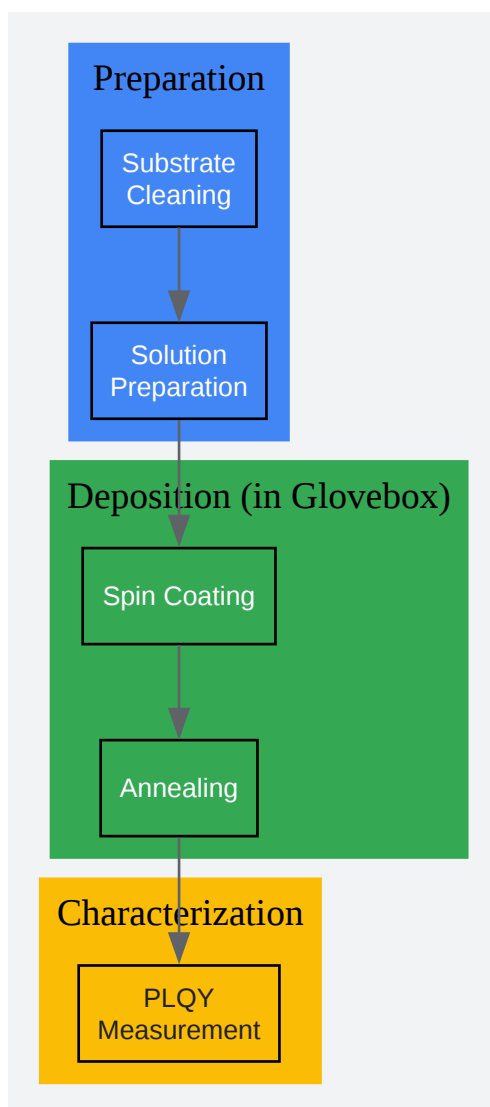 Preparation
Substrate
Cleaning
Solution
Preparation
Deposition (in Glovebox)
Spin Coating
Annealing
Characterization
PLQY
Measurement